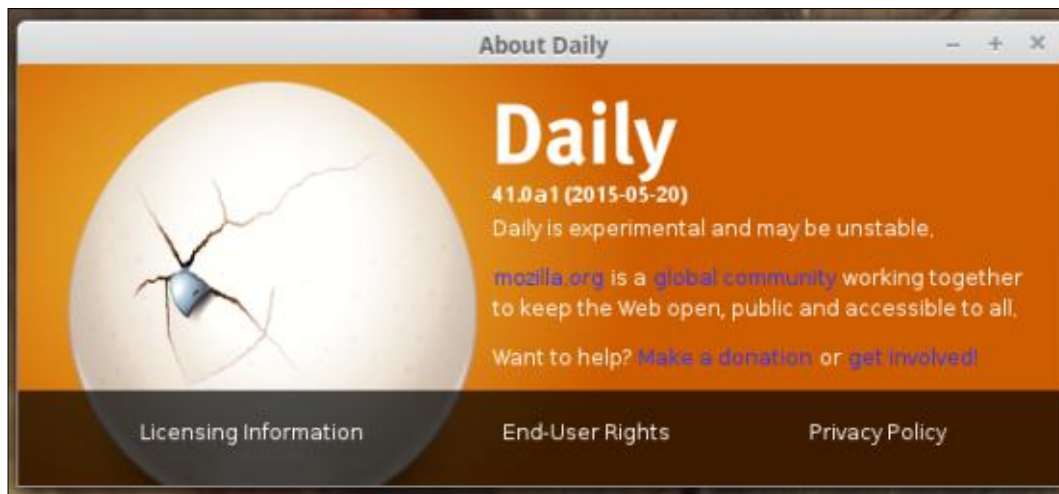 About Daily
Daily
41.0a1 (2015-05-20)
Daily is experimental and may be unstable.
mozilla.org is a global community working together
to keep the Web open, public and accessible to all.
Want to help? Make a donation or get involved!
Licensing Information End-User Rights Privacy Policy